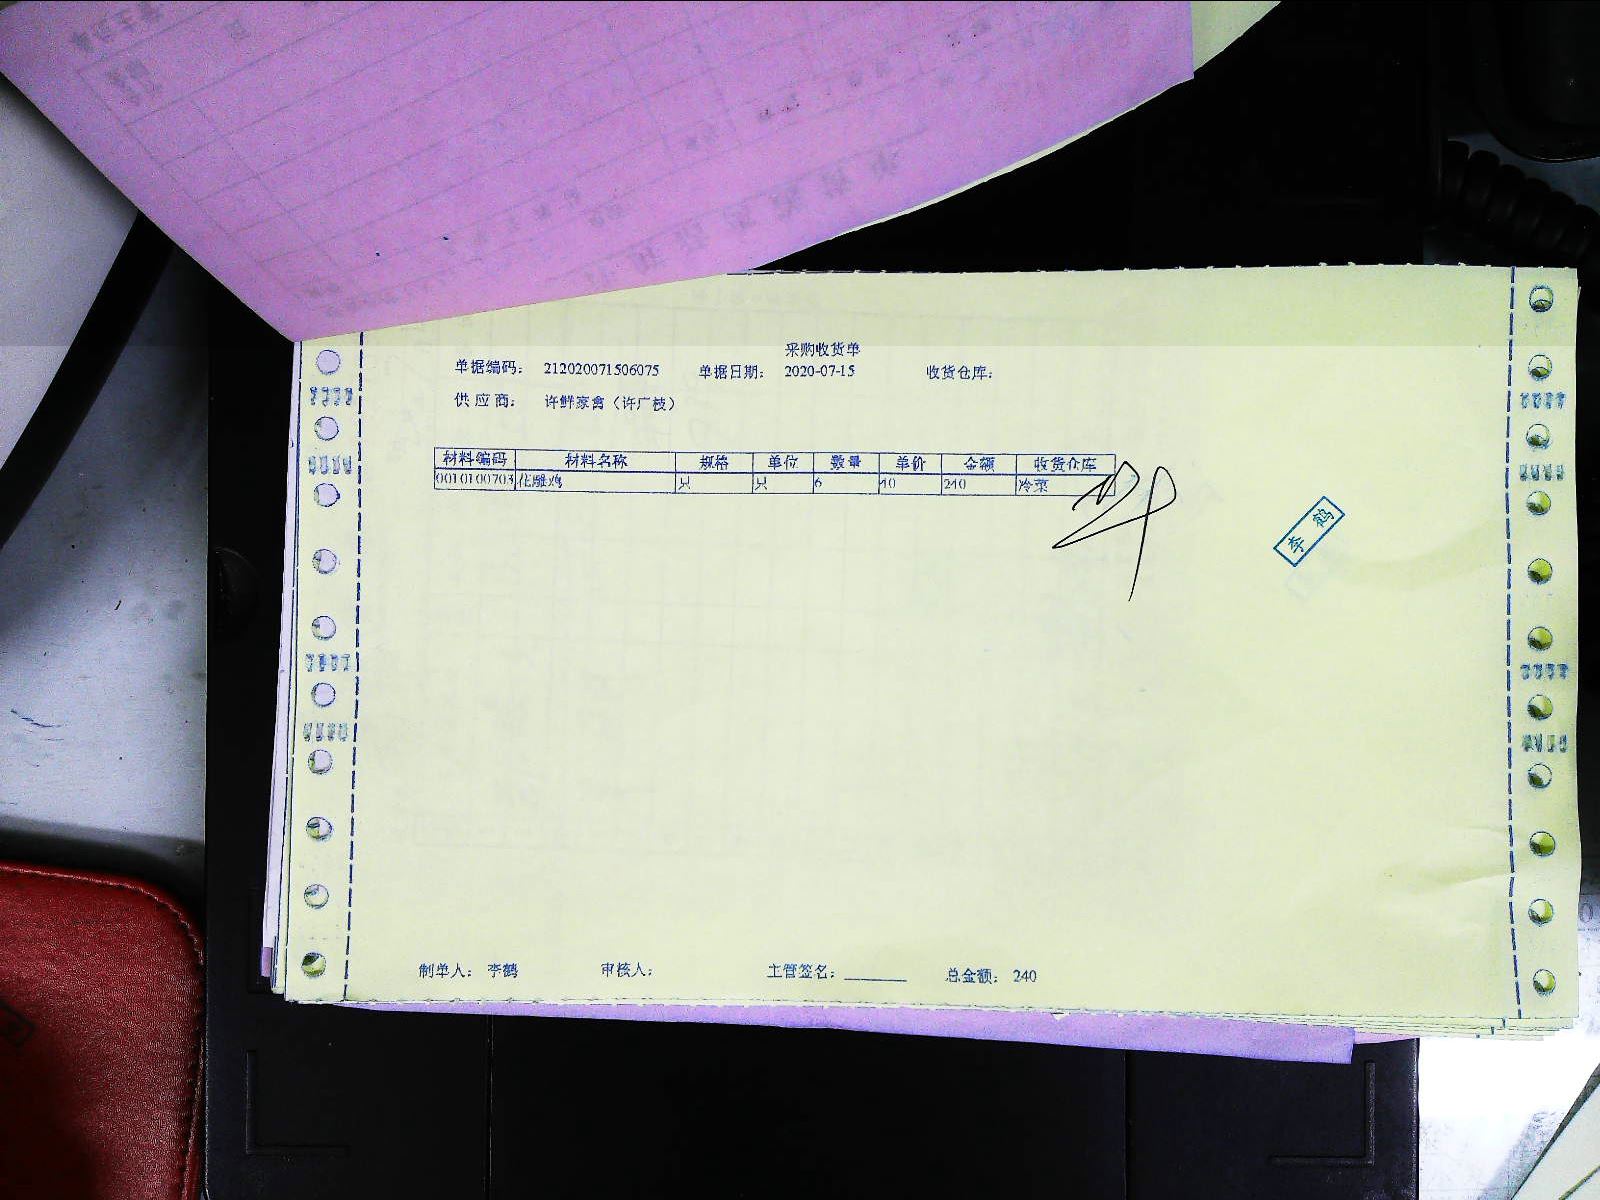 采购收货单
单据编码： 212020071506075 单据日期： 2020-07-15 收货仓库：
供应商： 许鲜家禽（许广枝）
材料编码 材料名称 规格 单位 数量 单价 金额 收货仓库
0010100703 花雕鸡 只 只 6 40 240 冷菜
李鹤
制单人： 李鹤 审核人： 主管签名： 总金额： 240